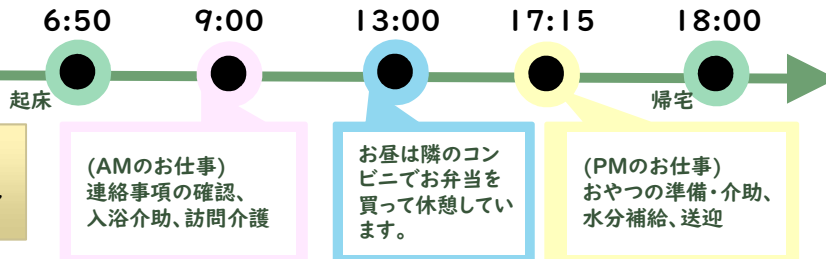 6:50
9:00
13:00
17:15
18:00
起床
帰宅
(AMのお仕事)
連絡事項の確認、
入浴介助、訪問介護
お昼は隣のコン
ビニでお弁当を
買って休憩してい
ます。
(PMのお仕事)
おやつの準備・介助、
水分補給、送迎